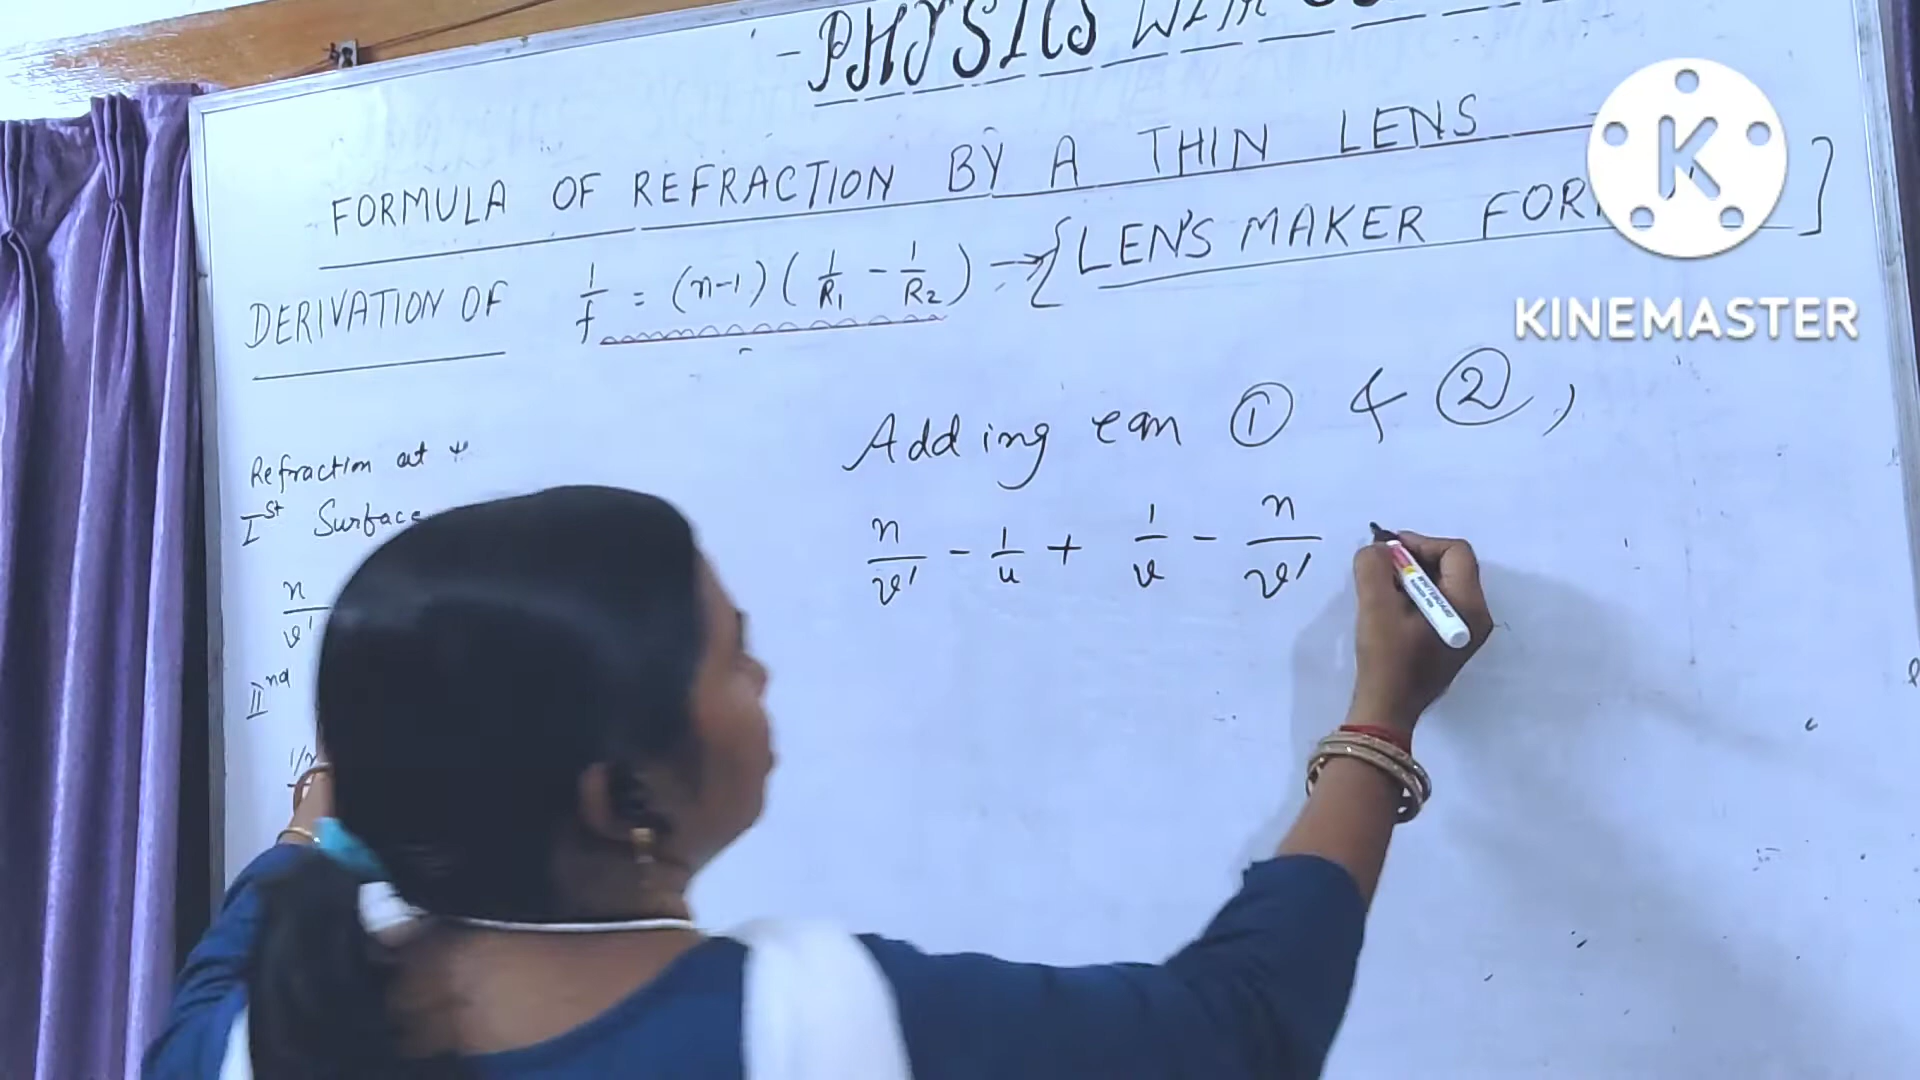 - PHYSICS WITH
FORMULA OF REFRACTION BY A THIN LENS
DERIVATION OF 1/f = (n-1) (1/R₁ - 1/R₂) → {LEN'S MAKER FOR
KINEMASTER
Adding eqn ① & ②,
n/v' - 1/u + 1/v - n/v'
Refraction at
Iˢᵗ Surface
n/v'
IIⁿᵈ